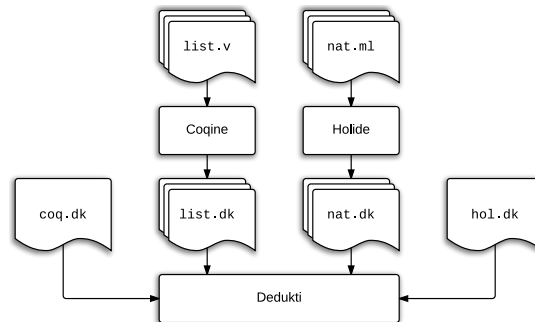 list.v
nat.ml
Coqine
Holide
coq.dk
list.dk
nat.dk
hol.dk
Dedukti